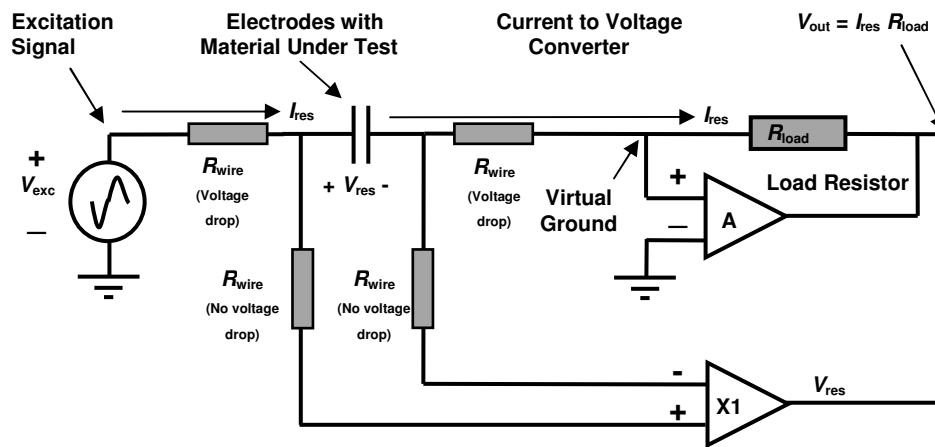 Excitation
Signal
Electrodes with
Material Under Test
Current to Voltage
Converter
Vout = Ires Rload
Ires
Ires
+
Vexc
—
Rwire
(Voltage
drop)
+ Vres -
Rwire
(Voltage
drop)
Virtual
Ground
Rload
Load Resistor
+
—
A
Rwire
(No voltage
drop)
Rwire
(No voltage
drop)
-
+
X1
Vres